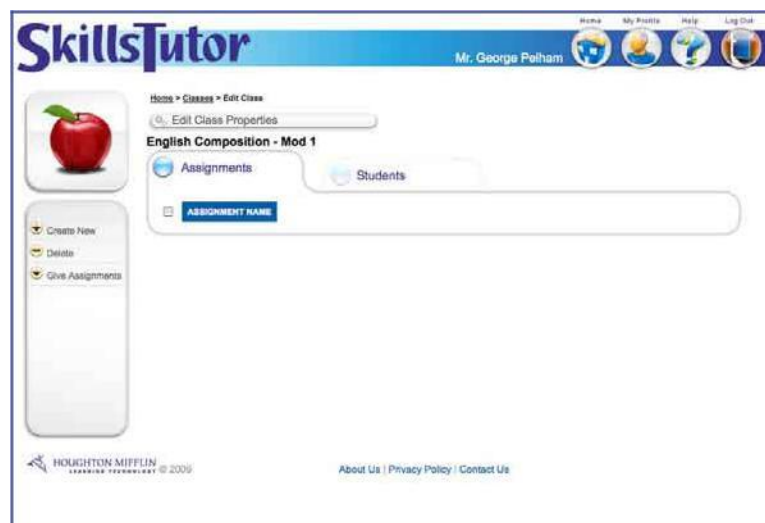 Home My Profile Help Log Out
SkillsTutor
Mr. George Pelham
Home > Classes > Edit Class
Edit Class Properties
English Composition - Mod 1
Assignments
Students
ASSIGNMENT NAME
Create New
Delete
Give Assignments
HOUGHTON MIFFLIN
LEARNING TECHNOLOGY © 2009
About Us | Privacy Policy | Contact Us